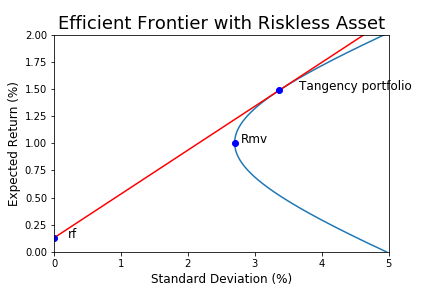 Efficient Frontier with Riskless Asset
Expected Return (%)
2.00
1.75
1.50
1.25
1.00
0.75
0.50
0.25
0.00
Tangency portfolio
Rmv
rf
0 1 2 3 4 5
Standard Deviation (%)